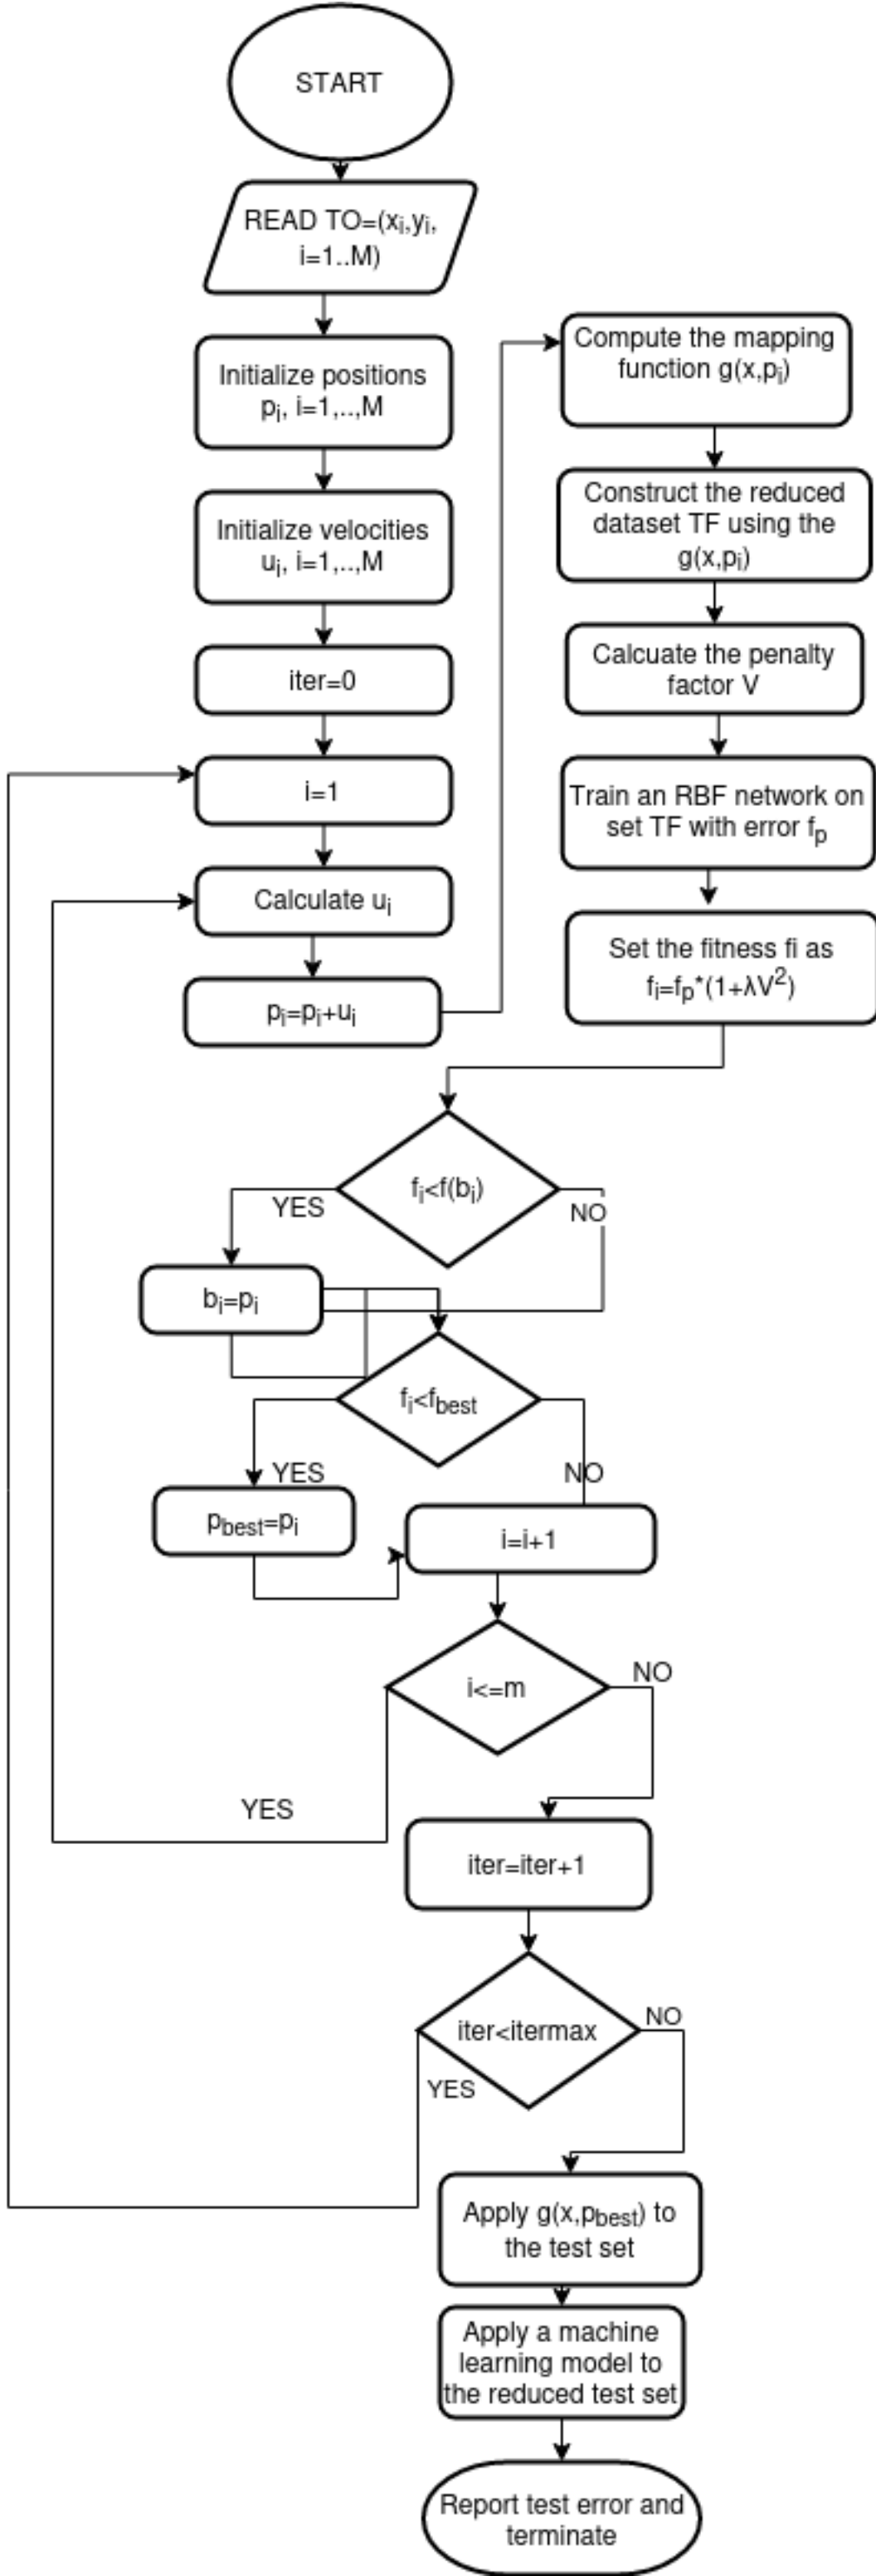 START
READ TO=(xᵢ,yᵢ,
i=1..M)
Initialize positions
pᵢ, i=1,..,M
Initialize velocities
uᵢ, i=1,..,M
iter=0
i=1
Calculate uᵢ
pᵢ=pᵢ+uᵢ
Compute the mapping
function g(x,pᵢ)
Construct the reduced
dataset TF using the
g(x,pᵢ)
Calcuate the penalty
factor V
Train an RBF network on
set TF with error fₚ
Set the fitness fi as
fᵢ=fₚ*(1+λV²)
fᵢ<f(bᵢ)
YES
NO
bᵢ=pᵢ
fᵢ<f_best
YES
NO
p_best=pᵢ
i=i+1
i<=m
NO
YES
iter=iter+1
iter<itermax
NO
YES
Apply g(x,p_best) to
the test set
Apply a machine
learning model to
the reduced test set
Report test error and
terminate